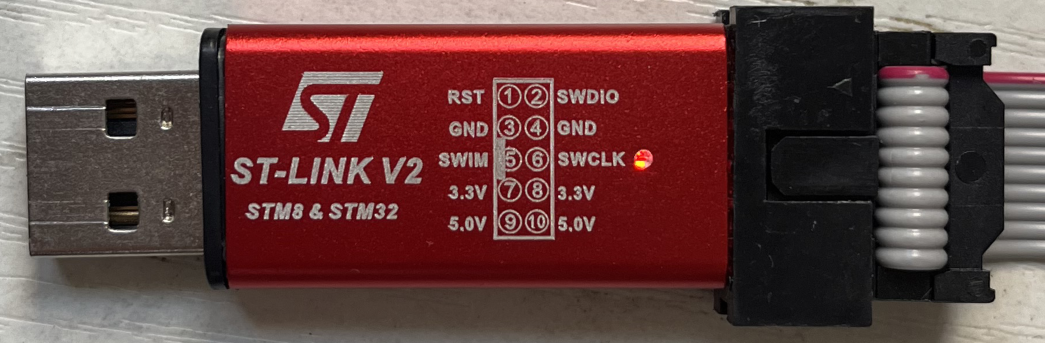 ST
ST-LINK V2
STM8 & STM32
RST 1 2 SWDIO
GND 3 4 GND
SWIM 5 6 SWCLK
3.3V 7 8 3.3V
5.0V 9 10 5.0V